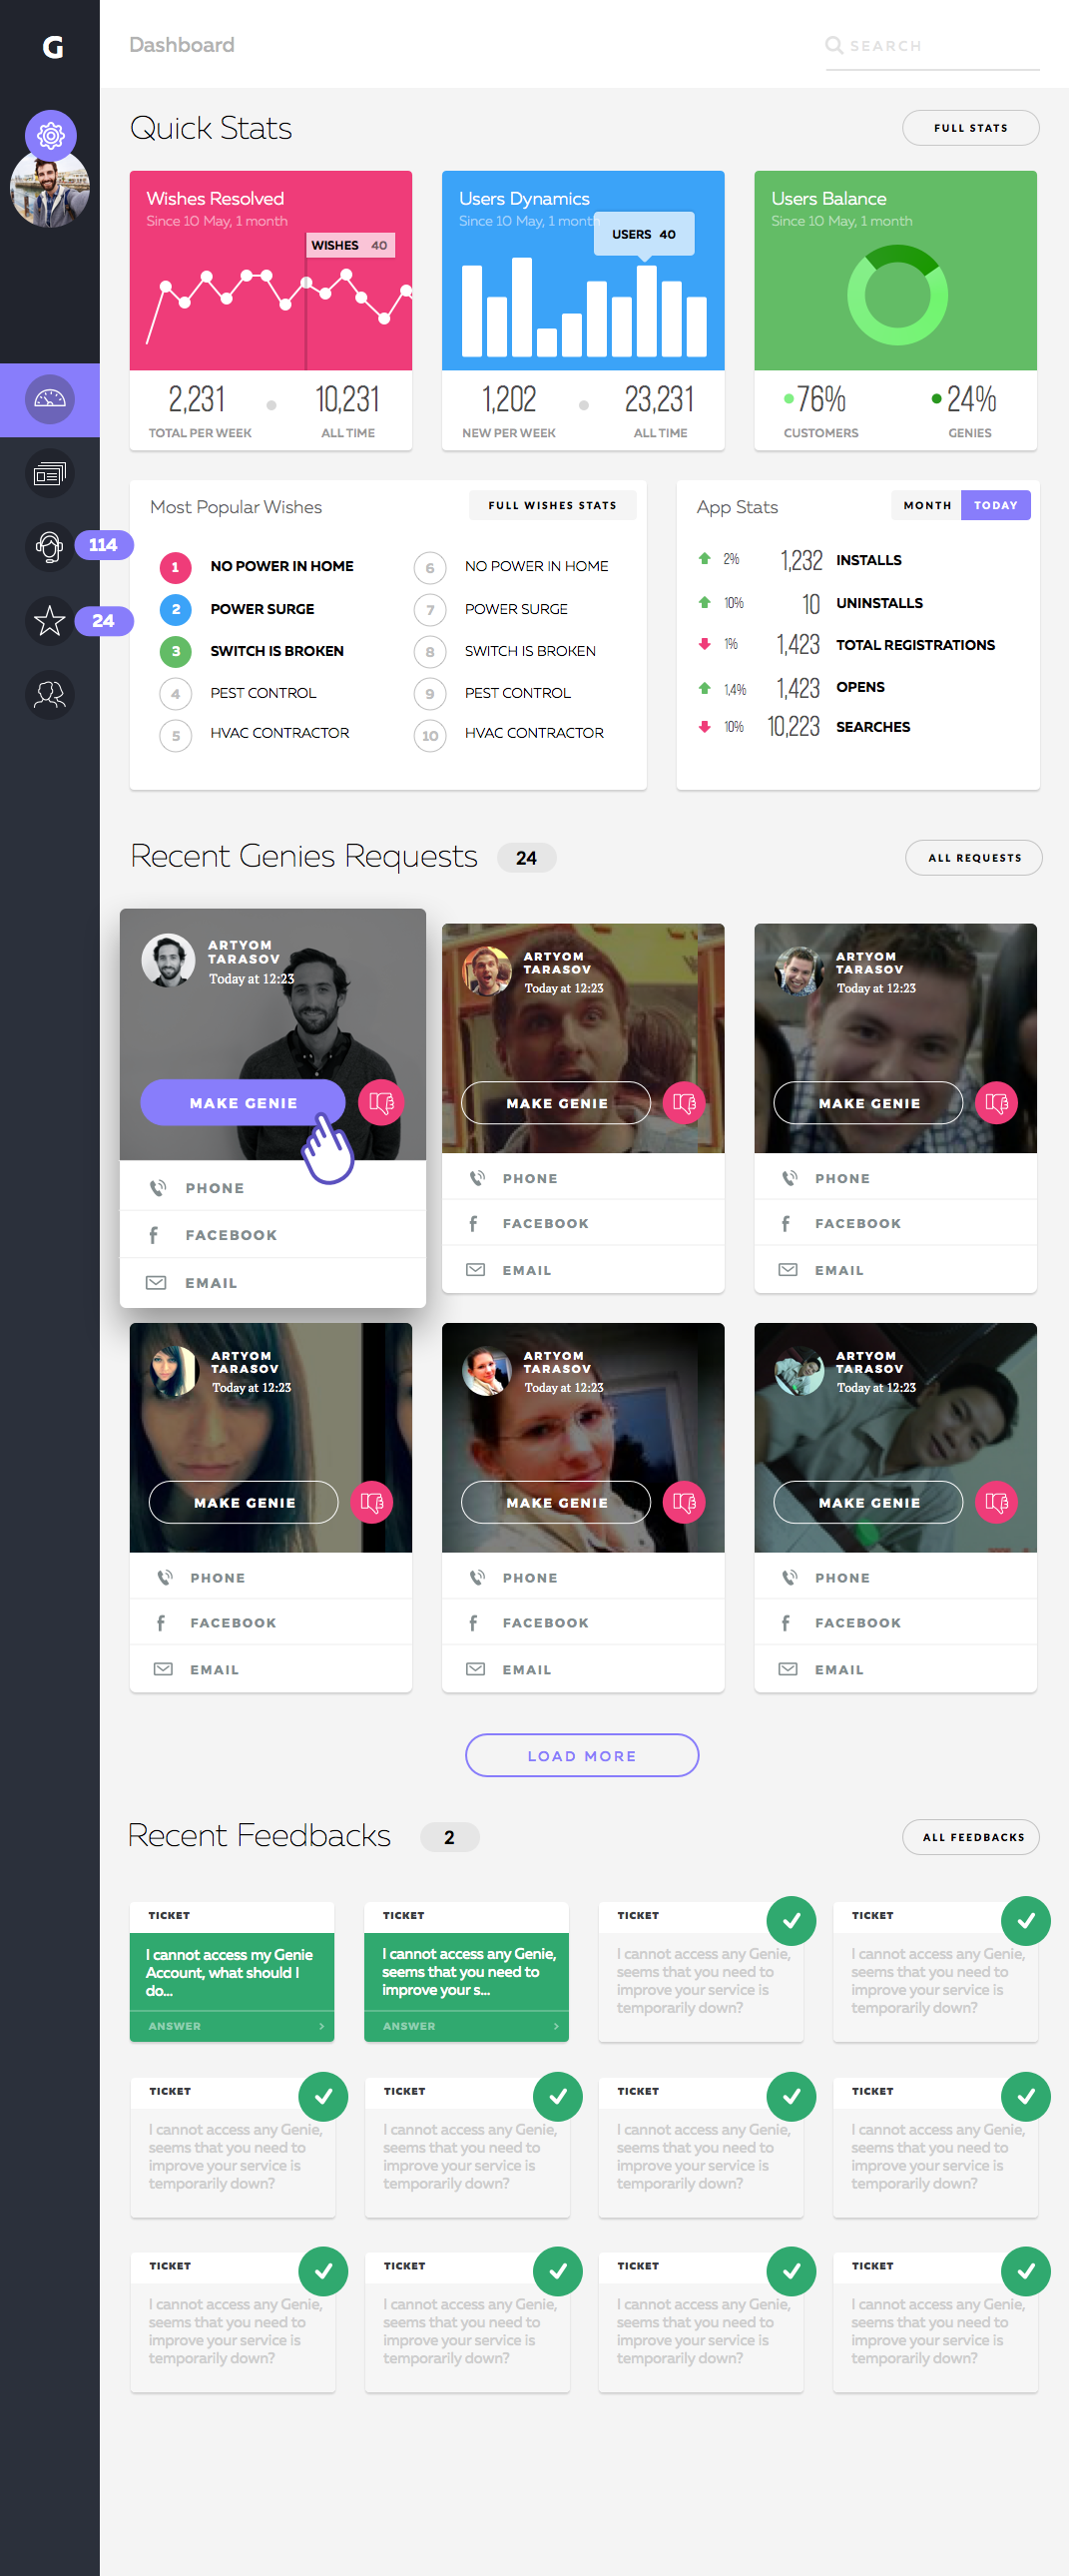 G
Dashboard
SEARCH
Quick Stats
FULL STATS
Wishes Resolved
Since 10 May, 1 month
WISHES 40
2,231
TOTAL PER WEEK
10,231
ALL TIME
Users Dynamics
Since 10 May, 1 month
USERS 40
1,202
NEW PER WEEK
23,231
ALL TIME
Users Balance
Since 10 May, 1 month
76%
CUSTOMERS
24%
GENIES
114
24
Most Popular Wishes
FULL WISHES STATS
1 NO POWER IN HOME
2 POWER SURGE
3 SWITCH IS BROKEN
4 PEST CONTROL
5 HVAC CONTRACTOR
6 NO POWER IN HOME
7 POWER SURGE
8 SWITCH IS BROKEN
9 PEST CONTROL
10 HVAC CONTRACTOR
App Stats
MONTH TODAY
2% 1,232 INSTALLS
10% 10 UNINSTALLS
1% 1,423 TOTAL REGISTRATIONS
1,4% 1,423 OPENS
10% 10,223 SEARCHES
Recent Genies Requests 24
ALL REQUESTS
ARTYOM
TARASOV
Today at 12:23
MAKE GENIE
PHONE
FACEBOOK
EMAIL
ARTYOM
TARASOV
Today at 12:23
MAKE GENIE
PHONE
FACEBOOK
EMAIL
ARTYOM
TARASOV
Today at 12:23
MAKE GENIE
PHONE
FACEBOOK
EMAIL
ARTYOM
TARASOV
Today at 12:23
MAKE GENIE
PHONE
FACEBOOK
EMAIL
ARTYOM
TARASOV
Today at 12:23
MAKE GENIE
PHONE
FACEBOOK
EMAIL
ARTYOM
TARASOV
Today at 12:23
MAKE GENIE
PHONE
FACEBOOK
EMAIL
LOAD MORE
Recent Feedbacks 2
ALL FEEDBACKS
TICKET
I cannot access my Genie
Account, what should I
do...
ANSWER
TICKET
I cannot access any Genie,
seems that you need to
improve your s...
ANSWER
TICKET
I cannot access any Genie,
seems that you need to
improve your service is
temporarily down?
TICKET
I cannot access any Genie,
seems that you need to
improve your service is
temporarily down?
TICKET
I cannot access any Genie,
seems that you need to
improve your service is
temporarily down?
TICKET
I cannot access any Genie,
seems that you need to
improve your service is
temporarily down?
TICKET
I cannot access any Genie,
seems that you need to
improve your service is
temporarily down?
TICKET
I cannot access any Genie,
seems that you need to
improve your service is
temporarily down?
TICKET
I cannot access any Genie,
seems that you need to
improve your service is
temporarily down?
TICKET
I cannot access any Genie,
seems that you need to
improve your service is
temporarily down?
TICKET
I cannot access any Genie,
seems that you need to
improve your service is
temporarily down?
TICKET
I cannot access any Genie,
seems that you need to
improve your service is
temporarily down?